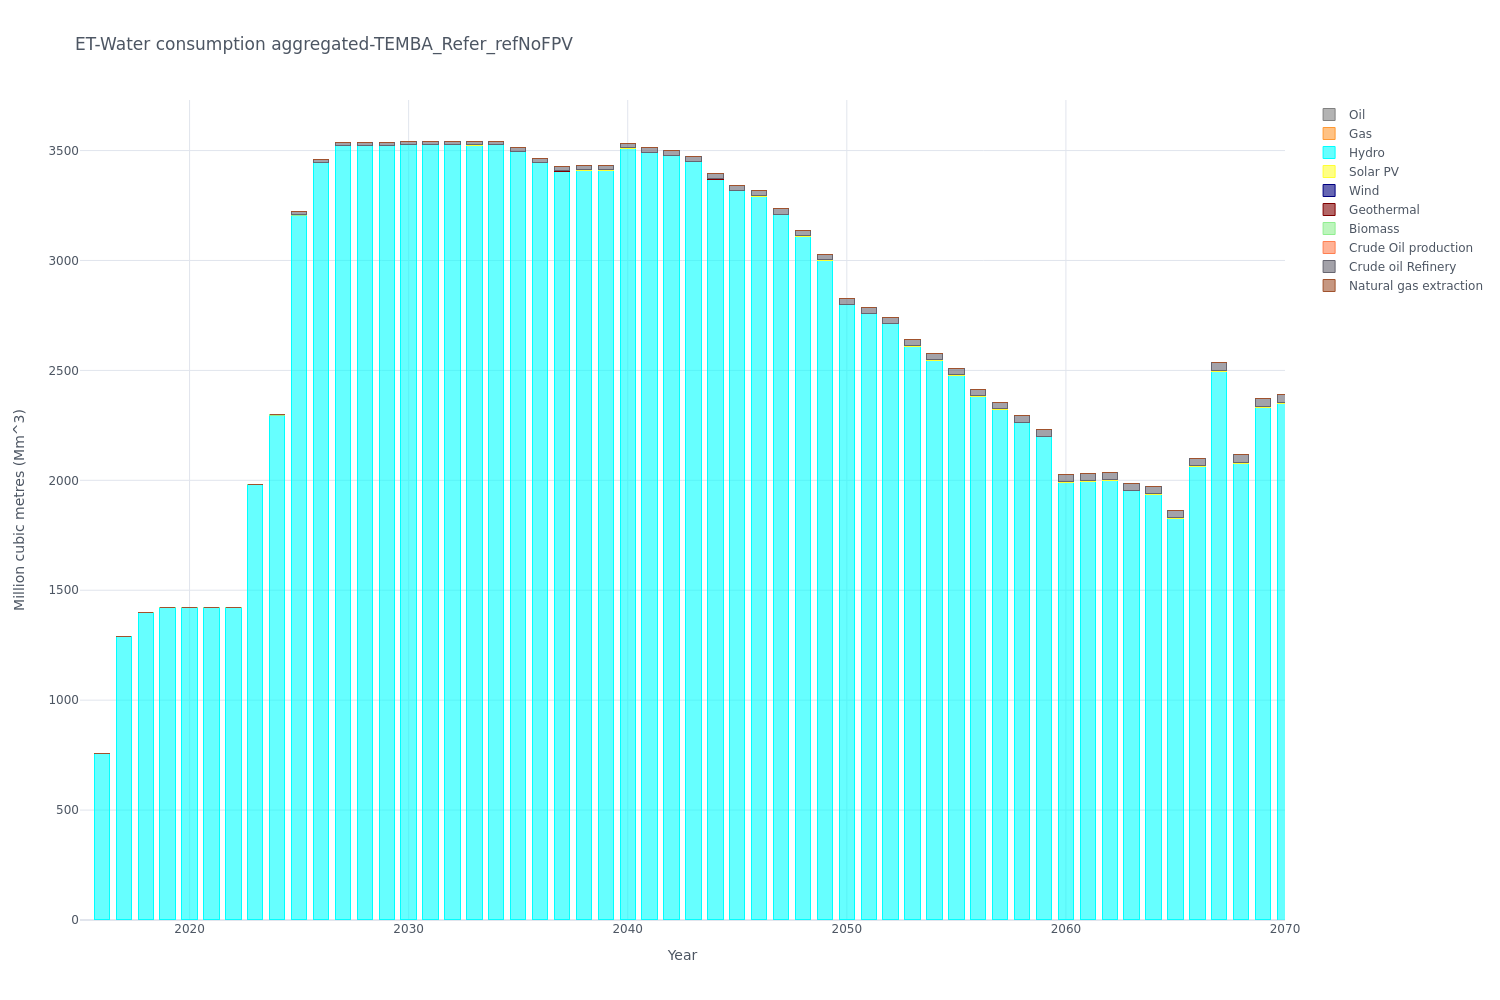 ET-Water consumption aggregated-TEMBA_Refer_refNoFPV
Oil
Gas
Hydro
Solar PV
Wind
Geothermal
Biomass
Crude Oil production
Crude oil Refinery
Natural gas extraction
Million cubic metres (Mm^3)
3500
3000
2500
2000
1500
1000
500
0
2020 2030 2040 2050 2060 2070
Year